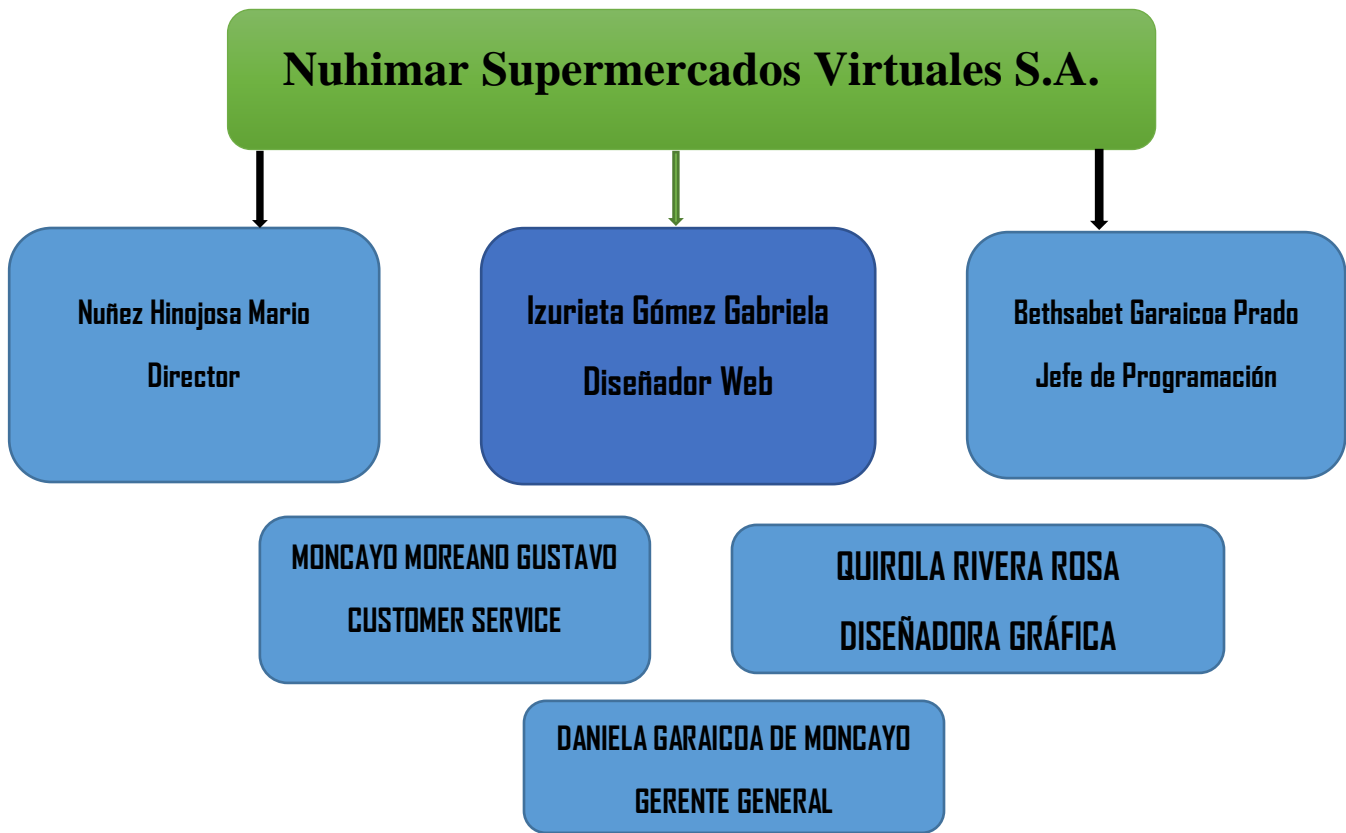 Nuhimar Supermercados Virtuales S.A.
Nuñez Hinojosa Mario
Director
Izurieta Gómez Gabriela
Diseñador Web
Bethsabet Garaicoa Prado
Jefe de Programación
MONCAYO MOREANO GUSTAVO
CUSTOMER SERVICE
QUIROLA RIVERA ROSA
DISEÑADORA GRÁFICA
DANIELA GARAICOA DE MONCAYO
GERENTE GENERAL